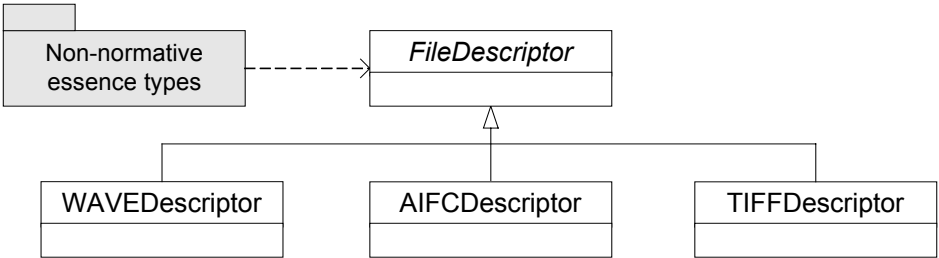 Non-normative
essence types
FileDescriptor
WAVEDescriptor
AIFCDescriptor
TIFFDescriptor